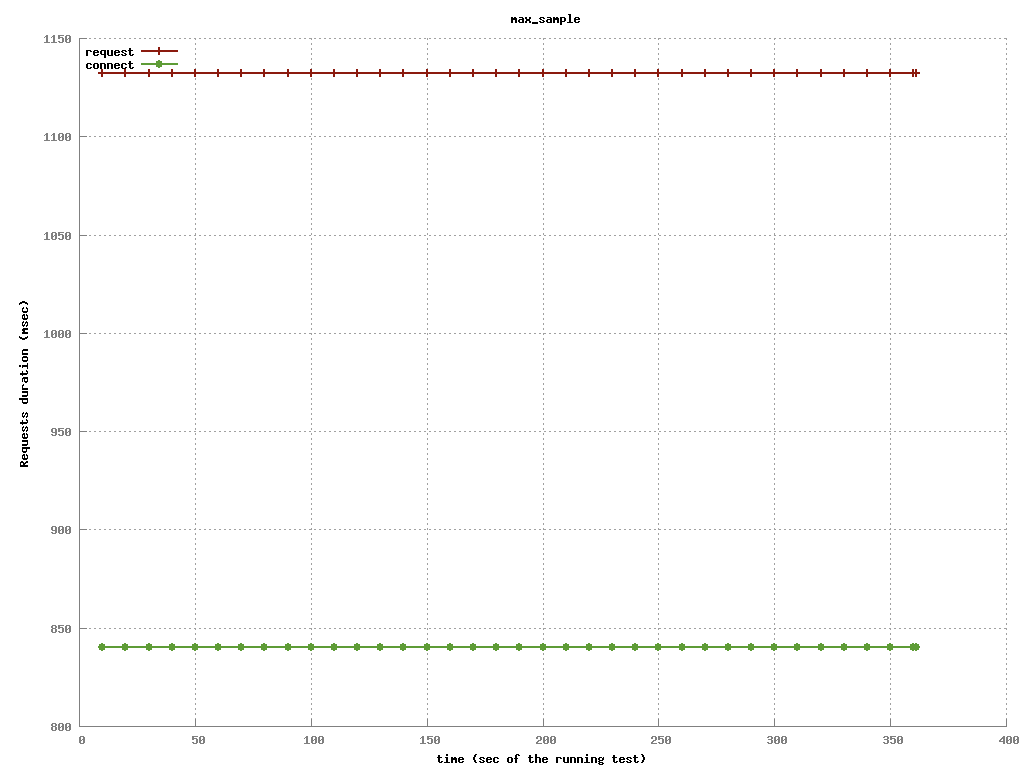 max_sample
1150
request
connect
1100
1050
1000
950
900
850
800
0 50 100 150 200 250 300 350 400
Requests duration (msec)
time (sec of the running test)